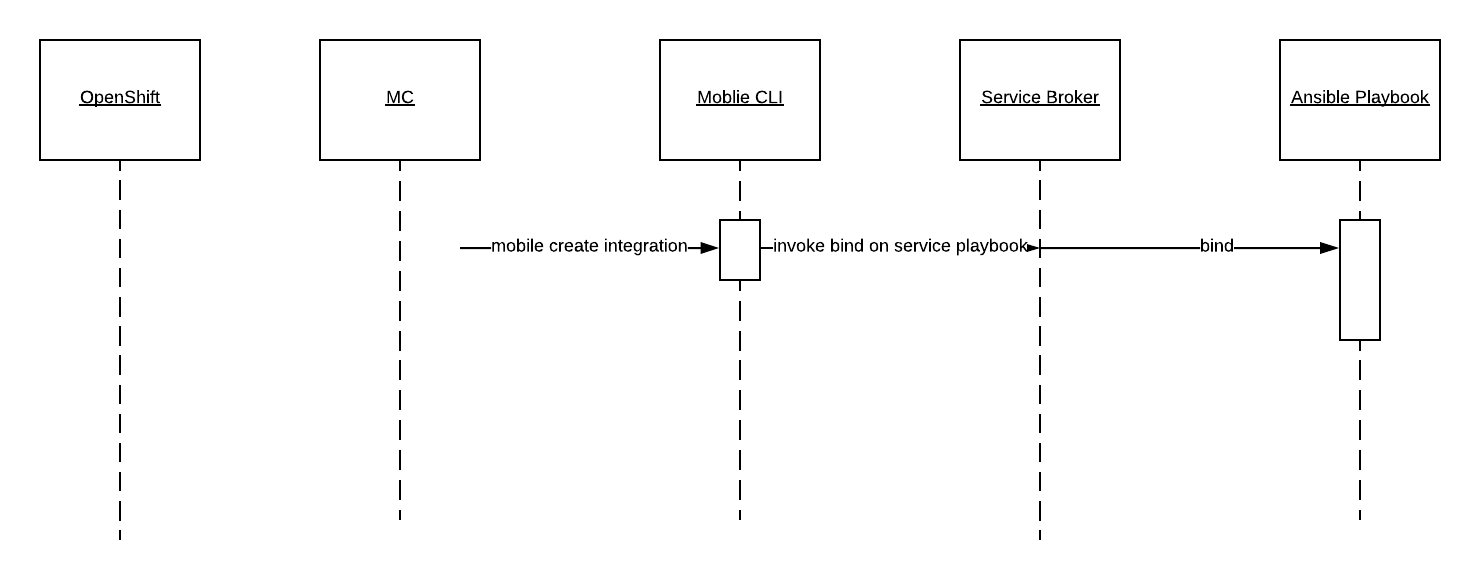 OpenShift
MC
Moblie CLI
Service Broker
Ansible Playbook
mobile create integration
invoke bind on service playbook
bind